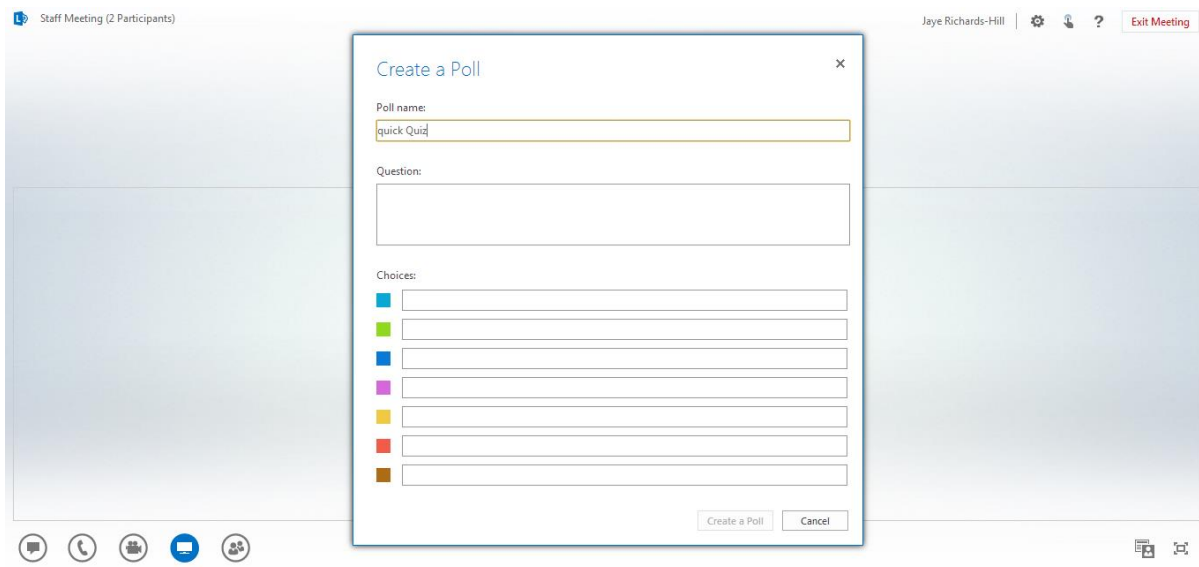 Staff Meeting (2 Participants)
Jaye Richards-Hill
?
Exit Meeting
Create a Poll
Poll name:
quick Quiz
Question:
Choices:
Create a Poll
Cancel